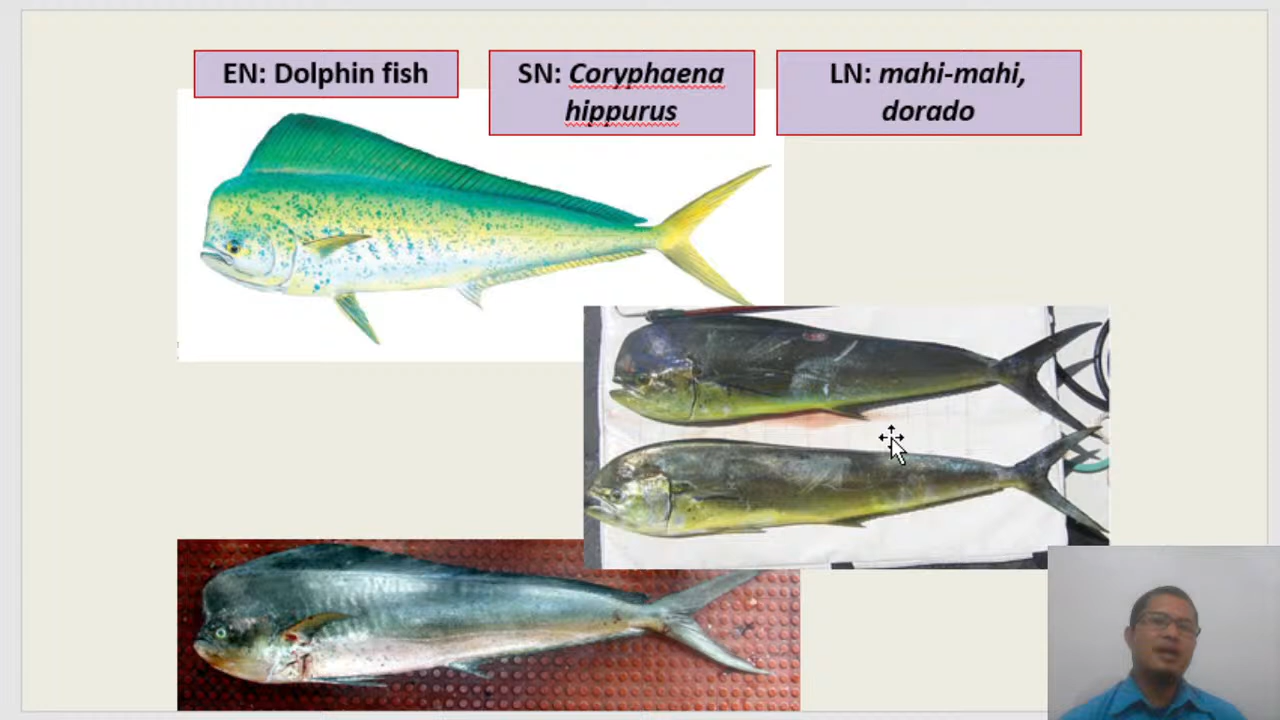 EN: Dolphin fish
SN: Coryphaena
hippurus
LN: mahi-mahi,
dorado